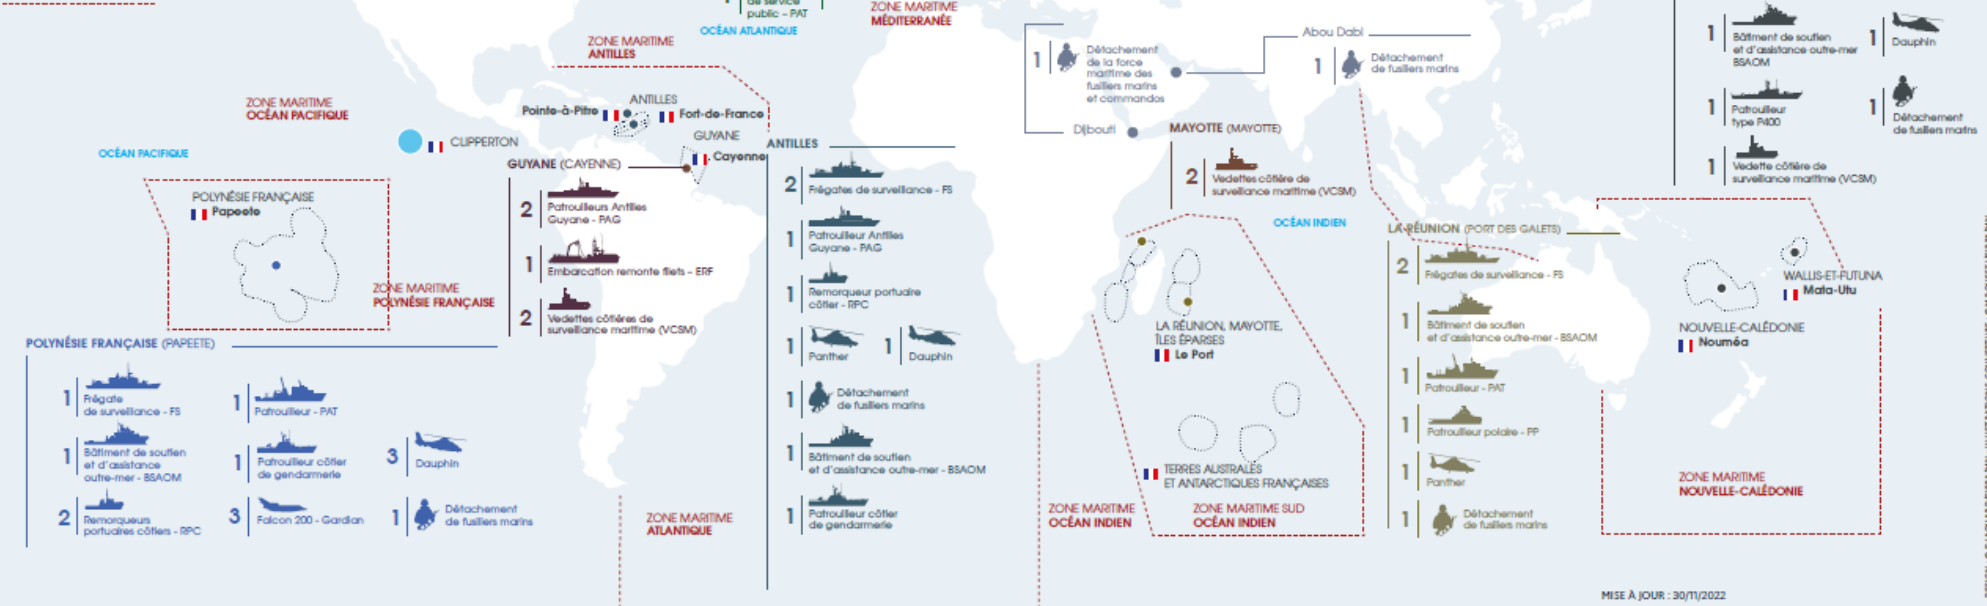 de service
public – PAT
OCÉAN ATLANTIQUE
ZONE MARITIME
MÉDITERRANÉE
ZONE MARITIME
ANTILLES
ZONE MARITIME
OCÉAN PACIFIQUE
OCÉAN PACIFIQUE
CLIPPERTON
ANTILLES
Pointe-à-Pitre
Fort-de-France
GUYANE
Cayenne
POLYNÉSIE FRANÇAISE
Papeete
ZONE MARITIME
POLYNÉSIE FRANÇAISE
GUYANE (CAYENNE)
2
Patrouilleurs Antilles
Guyane - PAG
1
Embarcation remonte filets – ERF
2
Vedettes côtières de
surveillance maritime (VCSM)
ANTILLES
2
Frégates de surveillance - FS
1
Patrouilleur Antilles
Guyane - PAG
1
Remorqueur portuaire
côtier - RPC
1
Panther
1
Dauphin
1
Détachement
de fusiliers marins
1
Bâtiment de soutien
et d'assistance outre-mer - BSAOM
1
Patrouilleur côtier
de gendarmerie
POLYNÉSIE FRANÇAISE (PAPEETE)
1
Frégate
de surveillance - FS
1
Patrouilleur - PAT
1
Bâtiment de soutien
et d'assistance
outre-mer - BSAOM
1
Patrouilleur côtier
de gendarmerie
3
Dauphin
2
Remorqueurs
portuaires côtiers - RPC
3
Falcon 200 - Gardian
1
Détachement
de fusiliers marins
ZONE MARITIME
ATLANTIQUE
1
Détachement
de la force
maritime des
fusiliers marins
et commandos
Djibouti
Abou Dabi
1
Détachement
de fusiliers marins
MAYOTTE (MAYOTTE)
2
Vedettes côtière de
surveillance maritime (VCSM)
OCÉAN INDIEN
LA RÉUNION, MAYOTTE,
ÎLES ÉPARSES
Le Port
TERRES AUSTRALES
ET ANTARCTIQUES FRANÇAISES
ZONE MARITIME
OCÉAN INDIEN
ZONE MARITIME SUD
OCÉAN INDIEN
LA RÉUNION (PORT DES GALETS)
2
Frégates de surveillance - FS
1
Bâtiment de soutien
et d'assistance outre-mer - BSAOM
1
Patrouilleur - PAT
1
Patrouilleur polaire - PP
1
Panther
1
Détachement
de fusiliers marins
1
Bâtiment de soutien
et d'assistance outre-mer
BSAOM
1
Dauphin
1
Patrouilleur
type P400
1
Détachement
de fusiliers marins
1
Vedette côtière de
surveillance maritime (VCSM)
WALLIS-ET-FUTUNA
Mata-Utu
NOUVELLE-CALÉDONIE
Nouméa
ZONE MARITIME
NOUVELLE-CALÉDONIE
MISE À JOUR : 30/11/2022